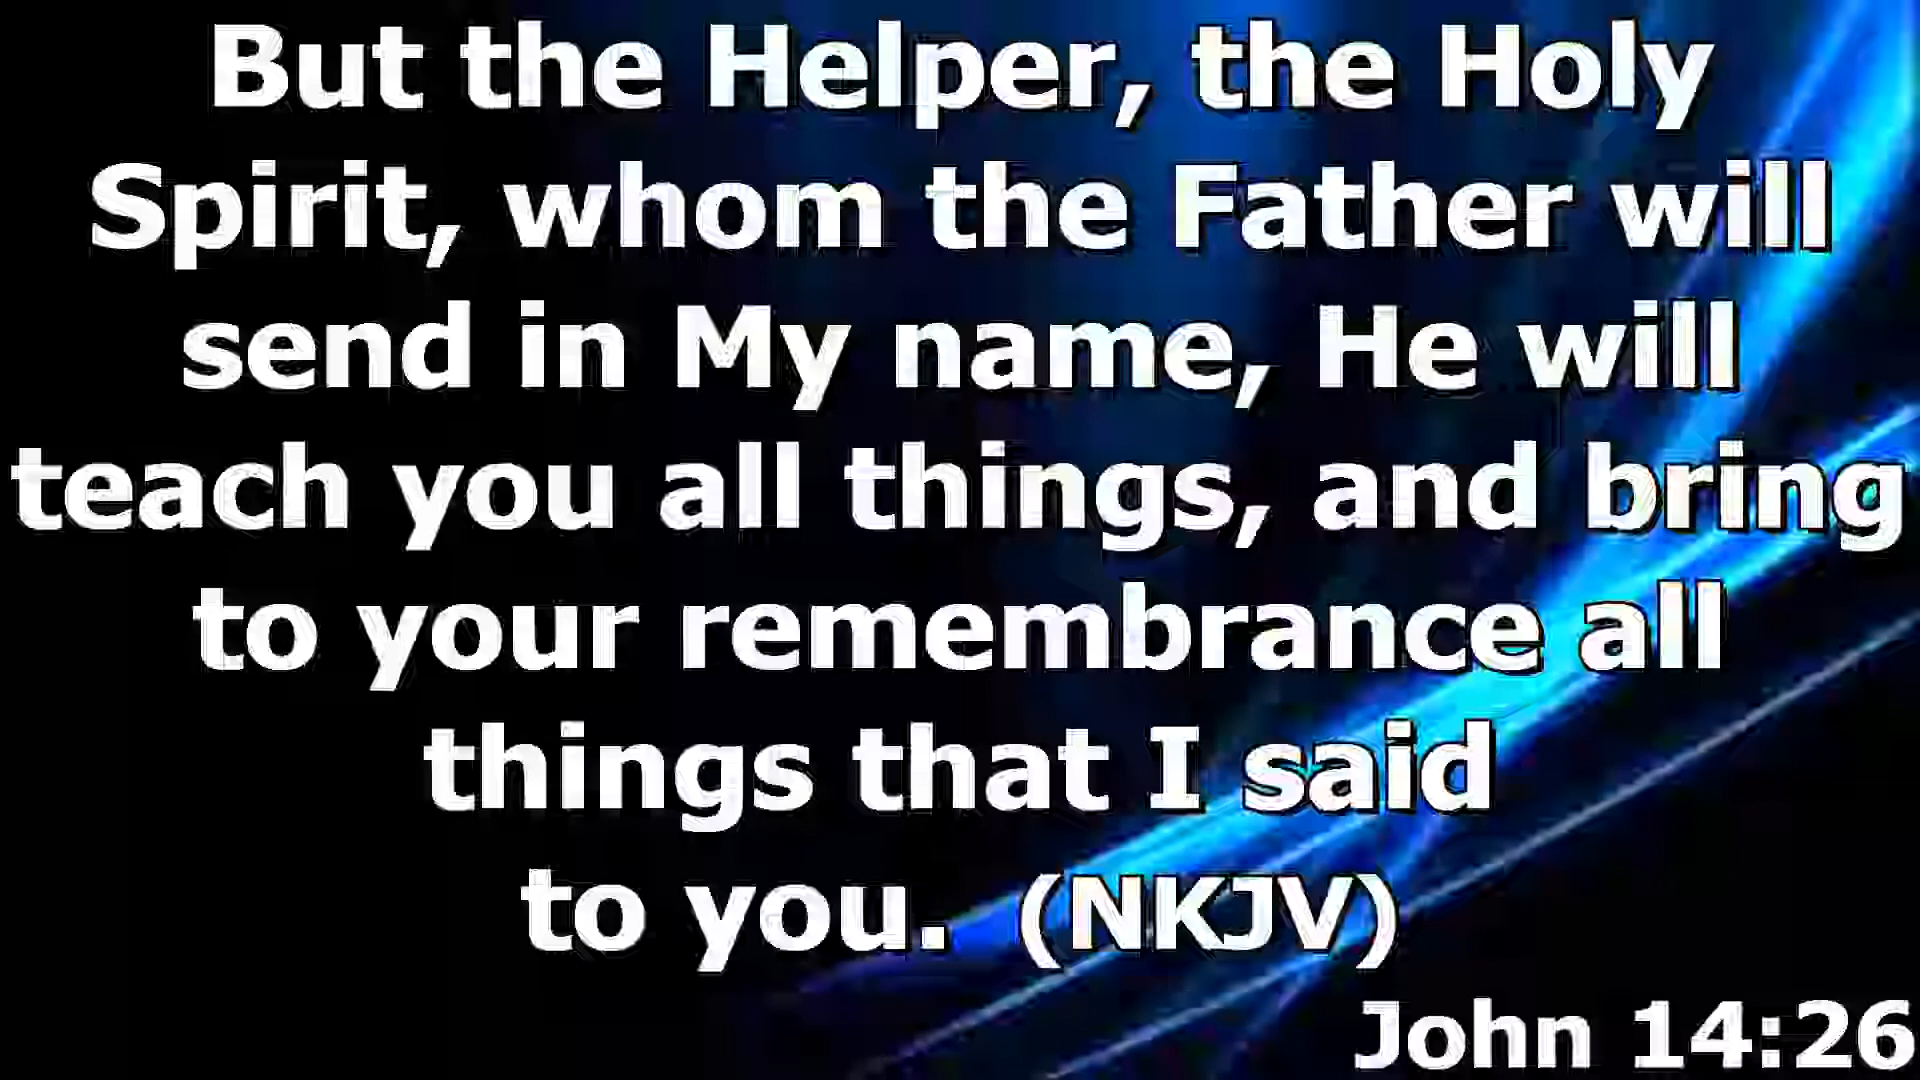 But the Helper, the Holy
Spirit, whom the Father will
send in My name, He will
teach you all things, and bring
to your remembrance all
things that I said
to you. (NKJV)
John 14:26